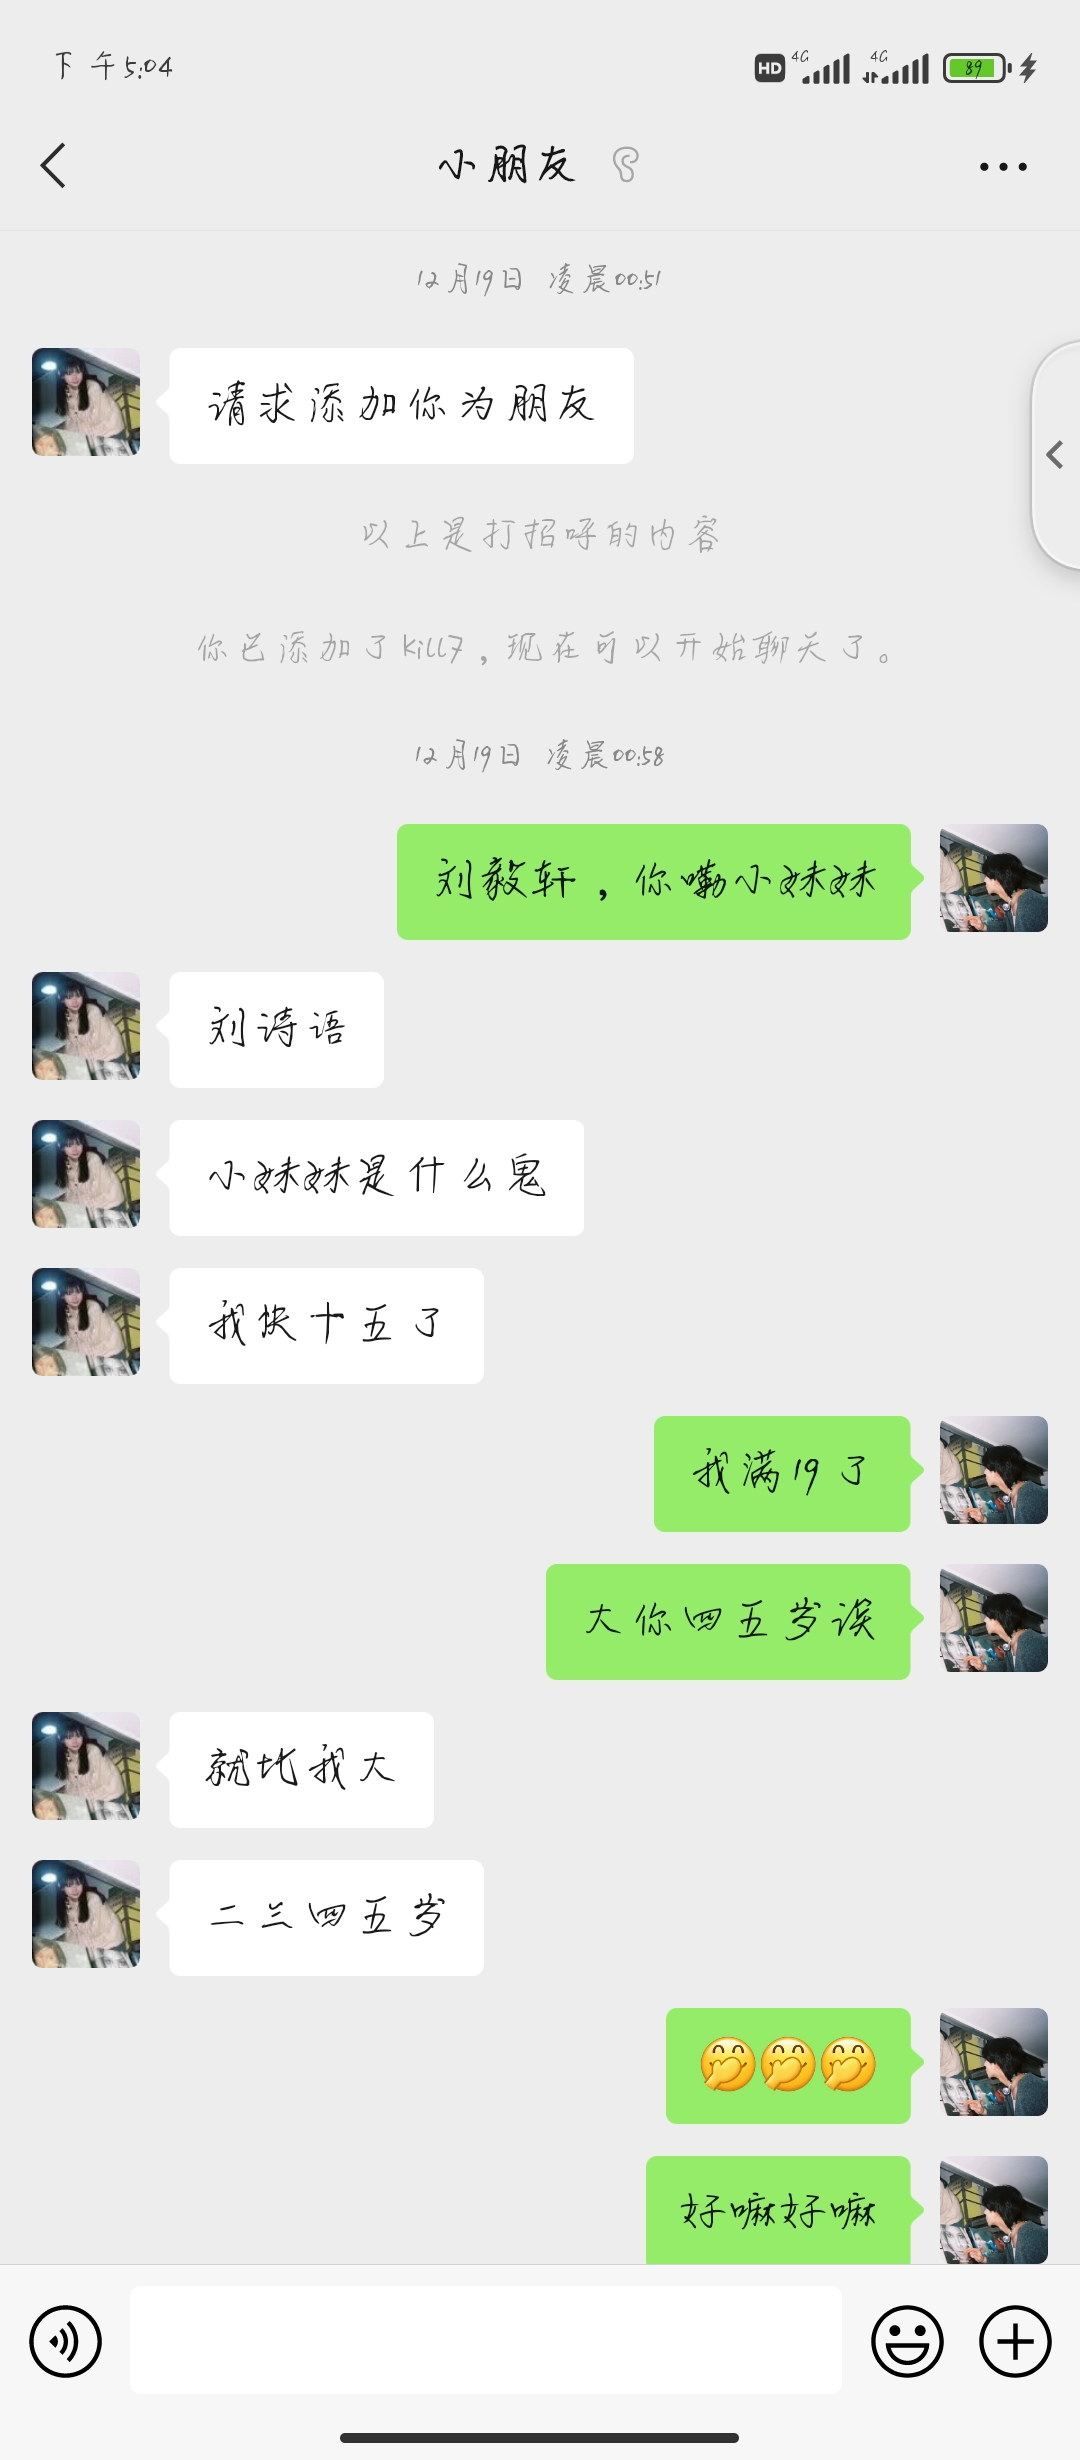 下午5:04
HD 4G 4G 89
小朋友
12月19日 凌晨00:51
请求添加你为朋友
以上是打招呼的内容
你已添加了kill7，现在可以开始聊天了。
12月19日 凌晨00:58
刘毅轩，你嘞小妹妹
刘诗语
小妹妹是什么鬼
我快十五了
我满19了
大你四五岁诶
就比我大
二三四五岁
🤭🤭🤭
好嘛好嘛